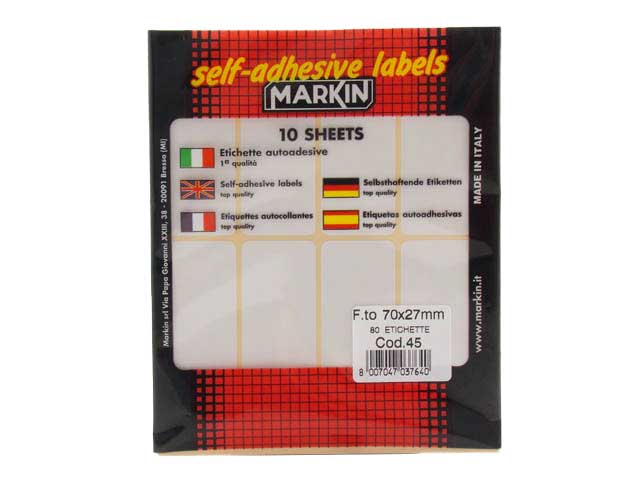 self-adhesive labels
MARKIN
10 SHEETS
Etichette autoadesive
1ª qualità
Self-adhesive labels
top quality
Selbsthaftende Etiketten
top quality
Etiquettes autocollantes
top quality
Etiquetas autoadhesivas
top quality
F.to 70x27mm
80 ETICHETTE
Cod.45
8 007047 037640
Markin srl Via Papa Giovanni XXIII, 38 - 20091 Bresso (MI)
MADE IN ITALY
www.markin.it